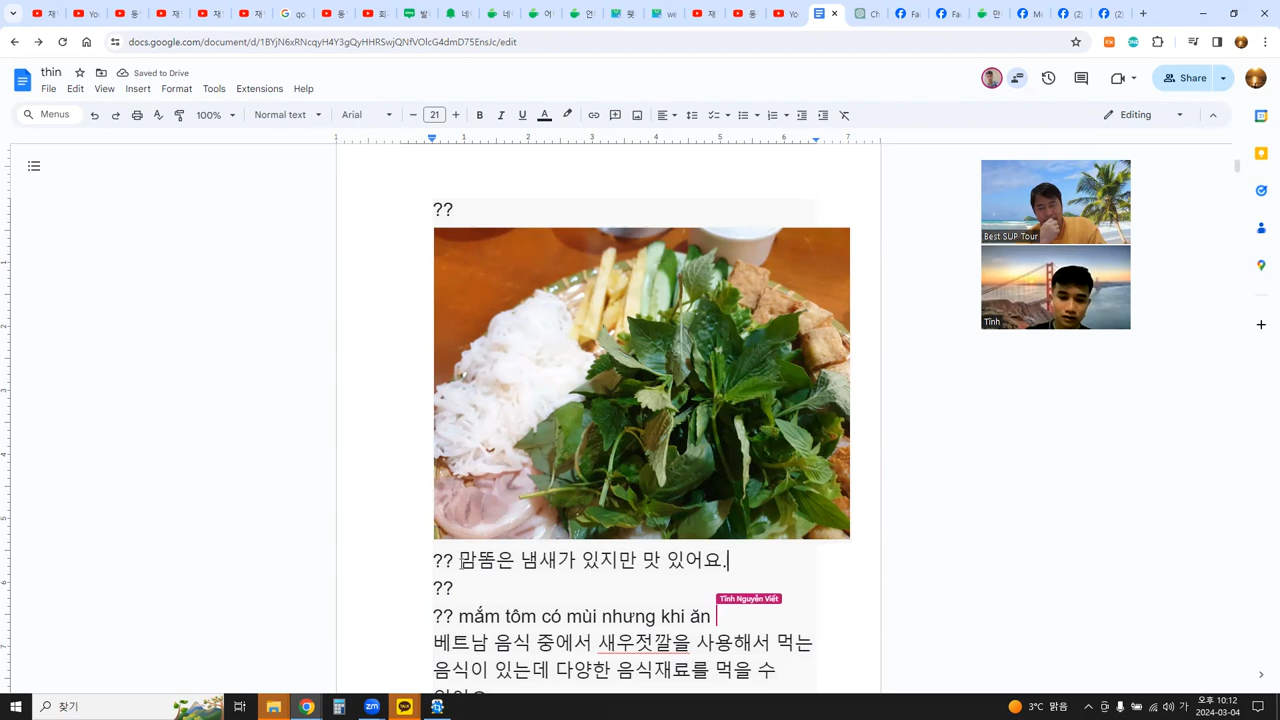 docs.google.com/document/d/1BYjN6xRNcqyH4Y3gQyHHRSwjQNfVOlcG4dmD75EnsJc/edit
thin
Saved to Drive
File Edit View Insert Format Tools Extensions Help
Share
Menus
100%
Normal text
Arial
21
Editing
??
Best SUP Tour
Tĩnh
?? 맘똠은 냄새가 있지만 맛 있어요.
??
Tĩnh Nguyễn Viết
?? mắm tôm có mùi nhưng khi ăn
베트남 음식 중에서 새우젓깔을 사용해서 먹는
음식이 있는데 다양한 음식재료를 먹을 수
찾기
3°C 맑음
가
오후 10:12
2024-03-04